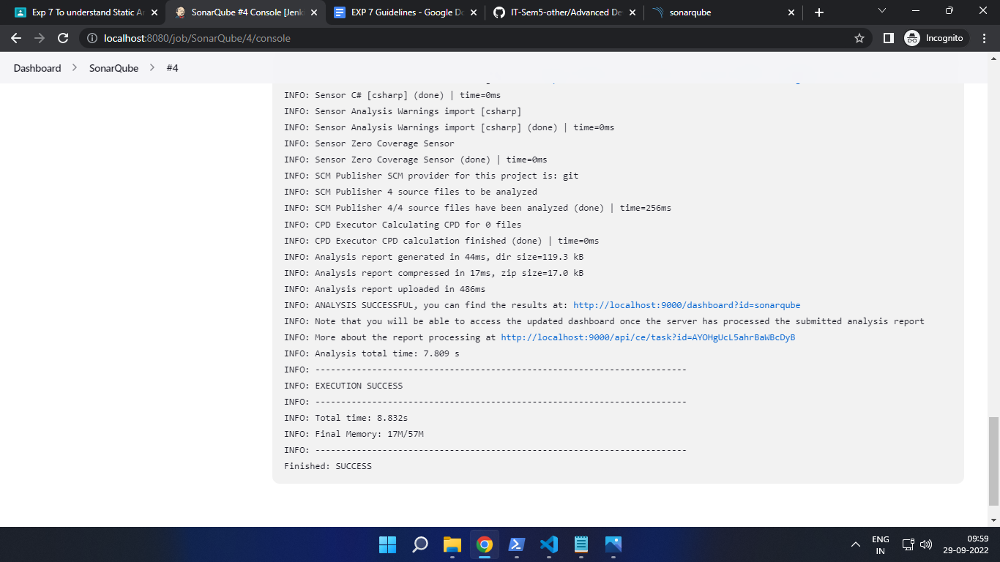 Exp 7 To understand Static A
SonarQube #4 Console [Jenk
EXP 7 Guidelines - Google Do
IT-Sem5-other/Advanced De
sonarqube
localhost:8080/job/SonarQube/4/console
Incognito
Dashboard > SonarQube > #4
INFO: Sensor C# [csharp] (done) | time=0ms
INFO: Sensor Analysis Warnings import [csharp]
INFO: Sensor Analysis Warnings import [csharp] (done) | time=0ms
INFO: Sensor Zero Coverage Sensor
INFO: Sensor Zero Coverage Sensor (done) | time=0ms
INFO: SCM Publisher SCM provider for this project is: git
INFO: SCM Publisher 4 source files to be analyzed
INFO: SCM Publisher 4/4 source files have been analyzed (done) | time=256ms
INFO: CPD Executor Calculating CPD for 0 files
INFO: CPD Executor CPD calculation finished (done) | time=0ms
INFO: Analysis report generated in 44ms, dir size=119.3 kB
INFO: Analysis report compressed in 17ms, zip size=17.0 kB
INFO: Analysis report uploaded in 486ms
INFO: ANALYSIS SUCCESSFUL, you can find the results at: http://localhost:9000/dashboard?id=sonarqube
INFO: Note that you will be able to access the updated dashboard once the server has processed the submitted analysis report
INFO: More about the report processing at http://localhost:9000/api/ce/task?id=AYOHgUcL5ahrBaWBcDyB
INFO: Analysis total time: 7.809 s
INFO: ------------------------------------------------------------------------
INFO: EXECUTION SUCCESS
INFO: ------------------------------------------------------------------------
INFO: Total time: 8.832s
INFO: Final Memory: 17M/57M
INFO: ------------------------------------------------------------------------
Finished: SUCCESS
ENG
IN
09:59
29-09-2022